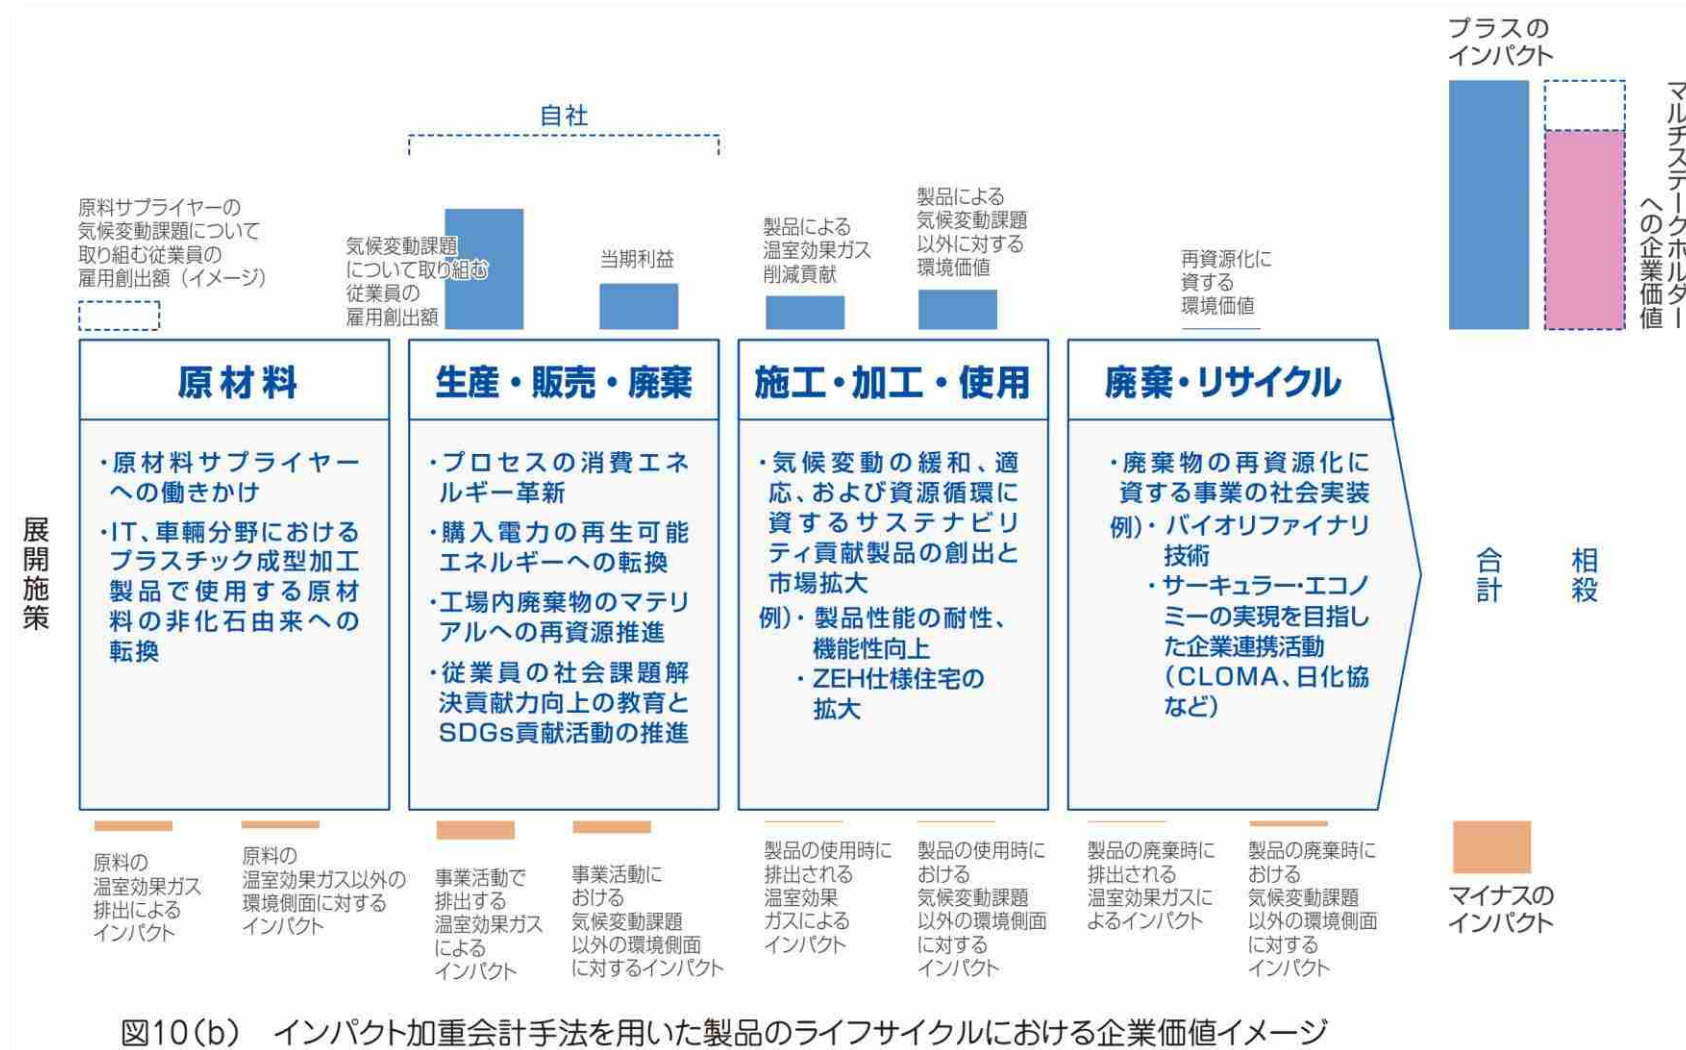 プラスの
インパクト
マルチステークホルダー
への企業価値
自社
原料サプライヤーの
気候変動課題について
取り組む従業員の
雇用創出額（イメージ）
気候変動課題
について取り組む
従業員の
雇用創出額
当期利益
製品による
温室効果ガス
削減貢献
製品による
気候変動課題
以外に対する
環境価値
再資源化に
資する
環境価値
原材料
生産・販売・廃棄
施工・加工・使用
廃棄・リサイクル
展開施策
・原材料サプライヤー
への働きかけ
・IT、車輛分野における
プラスチック成型加工
製品で使用する原材
料の非化石由来への
転換
・プロセスの消費エネ
ルギー革新
・購入電力の再生可能
エネルギーへの転換
・工場内廃棄物のマテリ
アルへの再資源推進
・従業員の社会課題解
決貢献力向上の教育と
SDGs貢献活動の推進
・気候変動の緩和、適
応、および資源循環に
資するサステナビリ
ティ貢献製品の創出と
市場拡大
例）・製品性能の耐性、
機能性向上
・ZEH仕様住宅の
拡大
・廃棄物の再資源化に
資する事業の社会実装
例）・バイオリファイナリ
技術
・サーキュラー・エコノ
ミーの実現を目指し
た企業連携活動
（CLOMA、日化協
など）
合計
相殺
原料の
温室効果ガス
排出による
インパクト
原料の
温室効果ガス以外の
環境側面に対する
インパクト
事業活動で
排出する
温室効果ガス
による
インパクト
事業活動に
おける
気候変動課題
以外の環境側面
に対するインパクト
製品の使用時に
排出される
温室効果
ガスによる
インパクト
製品の使用時に
おける
気候変動課題
以外の環境側面
に対する
インパクト
製品の廃棄時に
排出される
温室効果ガスに
よるインパクト
製品の廃棄時に
おける
気候変動課題
以外の環境側面
に対する
インパクト
マイナスの
インパクト
図10（b） インパクト加重会計手法を用いた製品のライフサイクルにおける企業価値イメージ